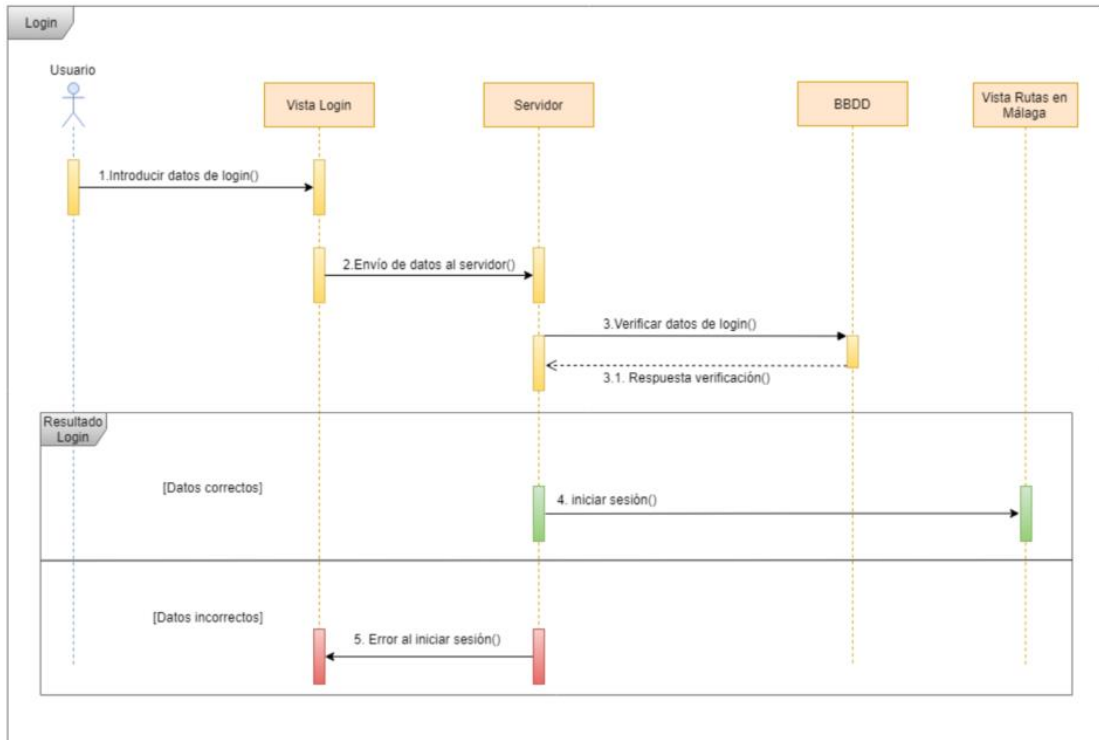 Login
Usuario
Vista Login
Servidor
BBDD
Vista Rutas en
Málaga
1.Introducir datos de login()
2.Envío de datos al servidor()
3.Verificar datos de login()
3.1. Respuesta verificación()
Resultado
Login
[Datos correctos]
4. iniciar sesión()
[Datos incorrectos]
5. Error al iniciar sesión()